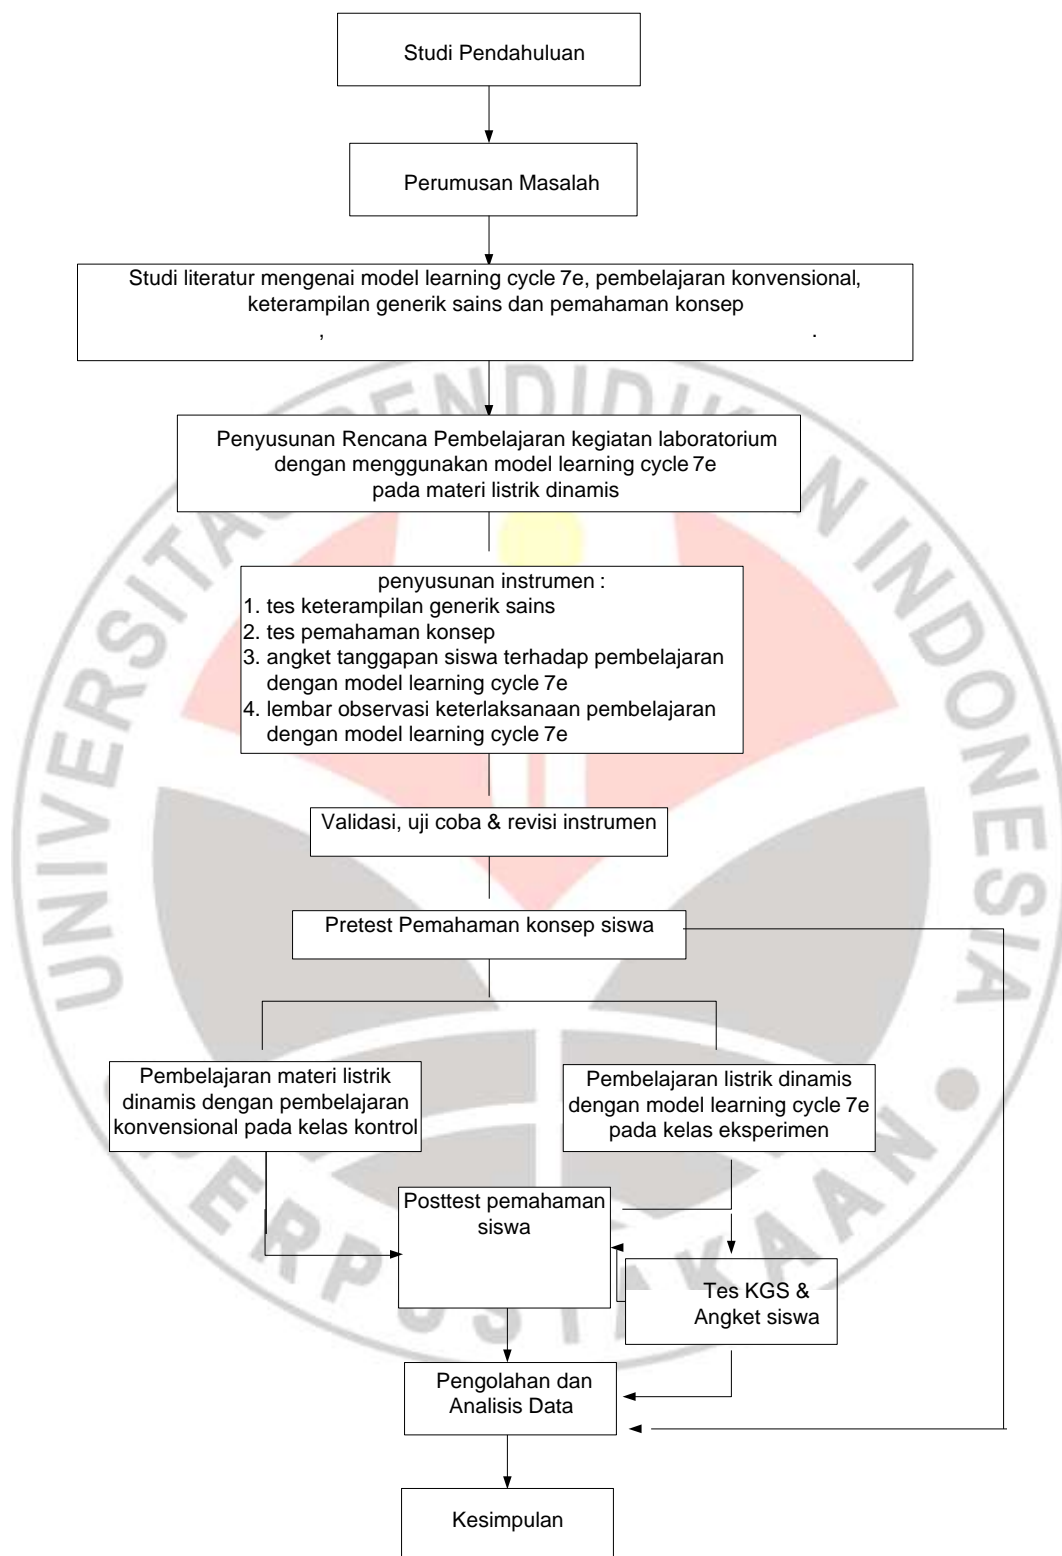 Studi Pendahuluan
Perumusan Masalah
Studi literatur mengenai model learning cycle 7e, pembelajaran konvensional,
keterampilan generik sains dan pemahaman konsep
, .
Penyusunan Rencana Pembelajaran kegiatan laboratorium
dengan menggunakan model learning cycle 7e
pada materi listrik dinamis
penyusunan instrumen :
1. tes keterampilan generik sains
2. tes pemahaman konsep
3. angket tanggapan siswa terhadap pembelajaran
dengan model learning cycle 7e
4. lembar observasi keterlaksanaan pembelajaran
dengan model learning cycle 7e
Validasi, uji coba & revisi instrumen
Pretest Pemahaman konsep siswa
Pembelajaran materi listrik
dinamis dengan pembelajaran
konvensional pada kelas kontrol
Pembelajaran listrik dinamis
dengan model learning cycle 7e
pada kelas eksperimen
Posttest pemahaman
siswa
Tes KGS &
Angket siswa
Pengolahan dan
Analisis Data
Kesimpulan
UNIVERSITAS PENDIDIKAN INDONESIA
PERPUSTAKAAN